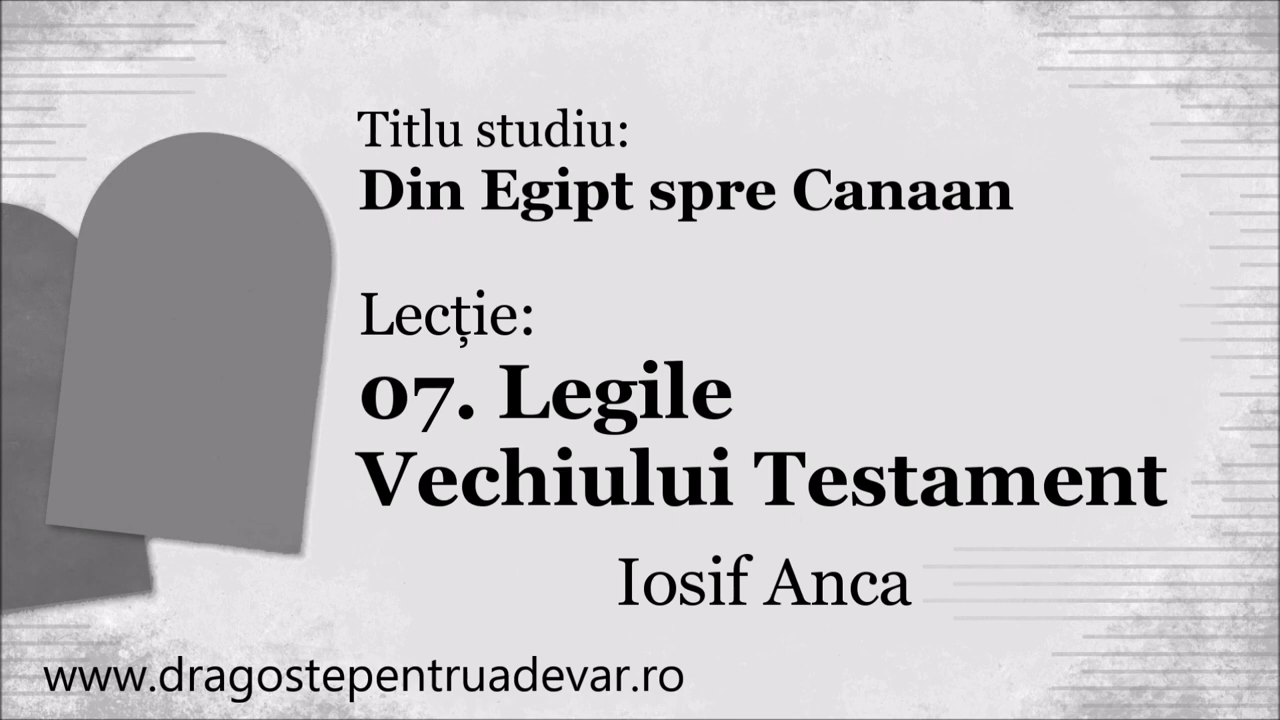 Titlu studiu:
Din Egipt spre Canaan
Lecție:
07. Legile
Vechiului Testament
Iosif Anca
www.dragostepentruadevar.ro